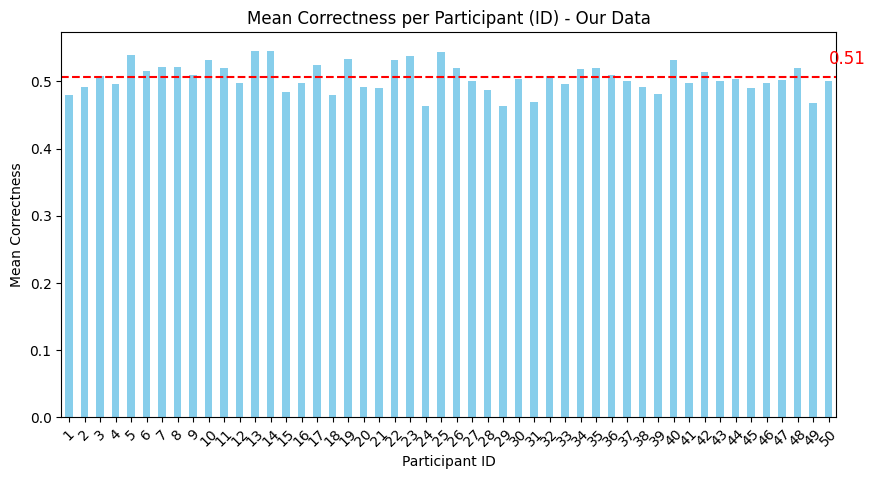 Mean Correctness per Participant (ID) - Our Data
0.51
Mean Correctness
0.5
0.4
0.3
0.2
0.1
0.0
1 2 3 4 5 6 7 8 9 10 11 12 13 14 15 16 17 18 19 20 21 22 23 24 25 26 27 28 29 30 31 32 33 34 35 36 37 38 39 40 41 42 43 44 45 46 47 48 49 50
Participant ID